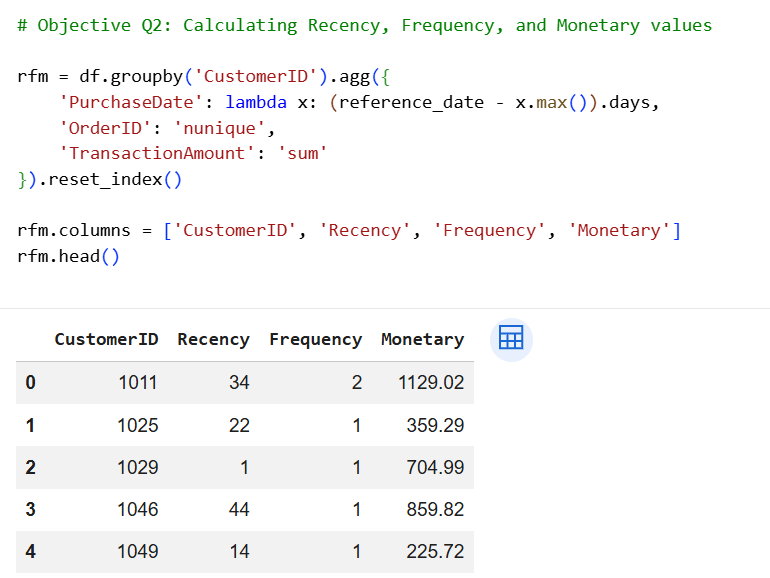 # Objective Q2: Calculating Recency, Frequency, and Monetary values
rfm = df.groupby('CustomerID').agg({
    'PurchaseDate': lambda x: (reference_date - x.max()).days,
    'OrderID': 'nunique',
    'TransactionAmount': 'sum'
}).reset_index()
rfm.columns = ['CustomerID', 'Recency', 'Frequency', 'Monetary']
rfm.head()
CustomerID Recency Frequency Monetary
0 1011 34 2 1129.02
1 1025 22 1 359.29
2 1029 1 1 704.99
3 1046 44 1 859.82
4 1049 14 1 225.72